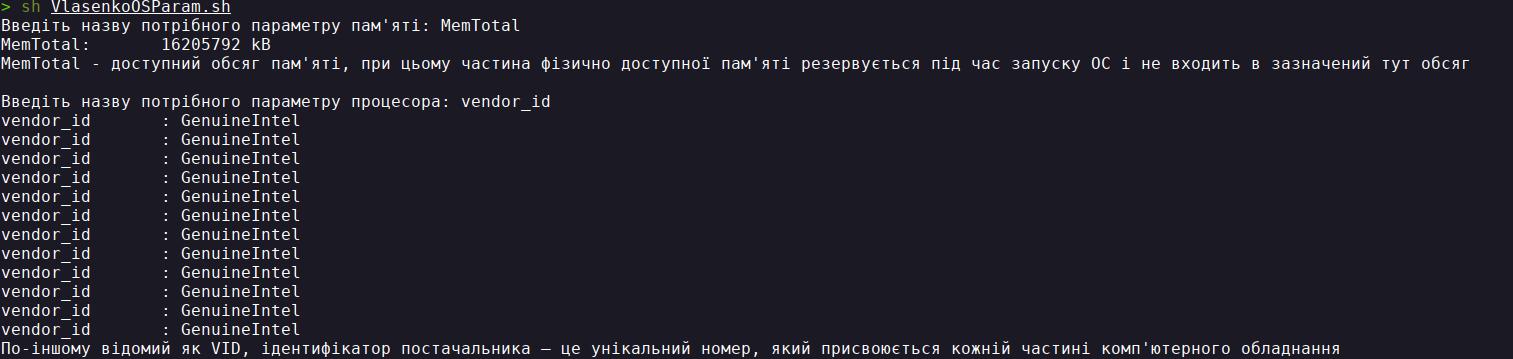 > sh VlasenkoOSParam.sh
Введіть назву потрібного параметру пам'яті: MemTotal
MemTotal:       16205792 kB
MemTotal - доступний обсяг пам'яті, при цьому частина фізично доступної пам'яті резервується під час запуску ОС і не входить в зазначений тут обсяг
Введіть назву потрібного параметру процесора: vendor_id
vendor_id       : GenuineIntel
vendor_id       : GenuineIntel
vendor_id       : GenuineIntel
vendor_id       : GenuineIntel
vendor_id       : GenuineIntel
vendor_id       : GenuineIntel
vendor_id       : GenuineIntel
vendor_id       : GenuineIntel
vendor_id       : GenuineIntel
vendor_id       : GenuineIntel
vendor_id       : GenuineIntel
vendor_id       : GenuineIntel
По-іншому відомий як VID, ідентифікатор постачальника — це унікальний номер, який присвоюється кожній частині комп'ютерного обладнання